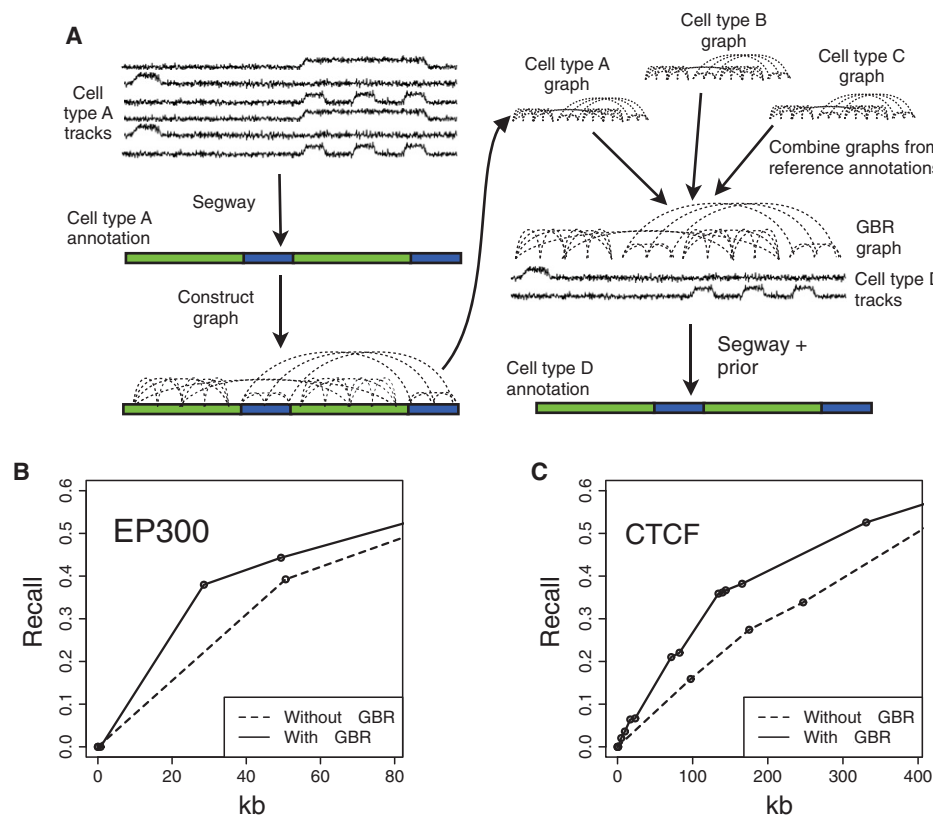 A
Cell
type A
tracks
Segway
Cell type A
annotation
Construct
graph
Cell type A
graph
Cell type B
graph
Cell type C
graph
Combine graphs from
reference annotations
GBR
graph
Cell type D
tracks
Segway +
prior
Cell type D
annotation
B
EP300
Recall
0.0 0.1 0.2 0.3 0.4 0.5 0.6
0 20 40 60 80
kb
Without GBR
With GBR
C
CTCF
Recall
0.0 0.1 0.2 0.3 0.4 0.5 0.6
0 100 200 300 400
kb
Without GBR
With GBR